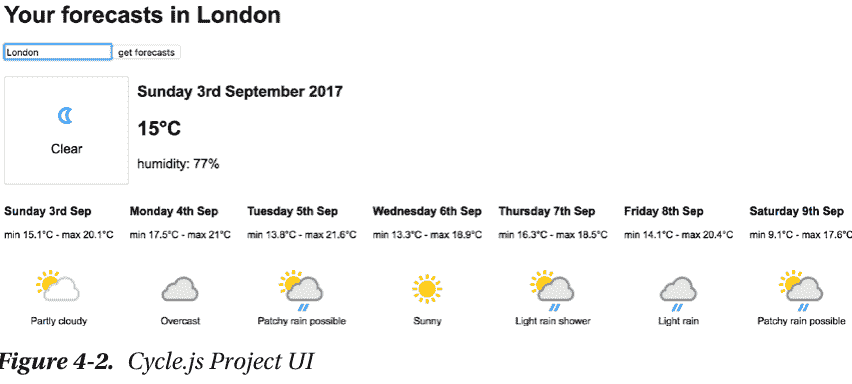 Your forecasts in London
London get forecasts
Sunday 3rd September 2017
15°C
Clear
humidity: 77%
Sunday 3rd Sep Monday 4th Sep Tuesday 5th Sep Wednesday 6th Sep Thursday 7th Sep Friday 8th Sep Saturday 9th Sep
min 15.1°C - max 20.1°C min 17.5°C - max 21°C min 13.8°C - max 21.6°C min 13.3°C - max 18.9°C min 16.3°C - max 18.5°C min 14.1°C - max 20.4°C min 9.1°C - max 17.6°C
Partly cloudy Overcast Patchy rain possible Sunny Light rain shower Light rain Patchy rain possible
Figure 4-2. Cycle.js Project UI